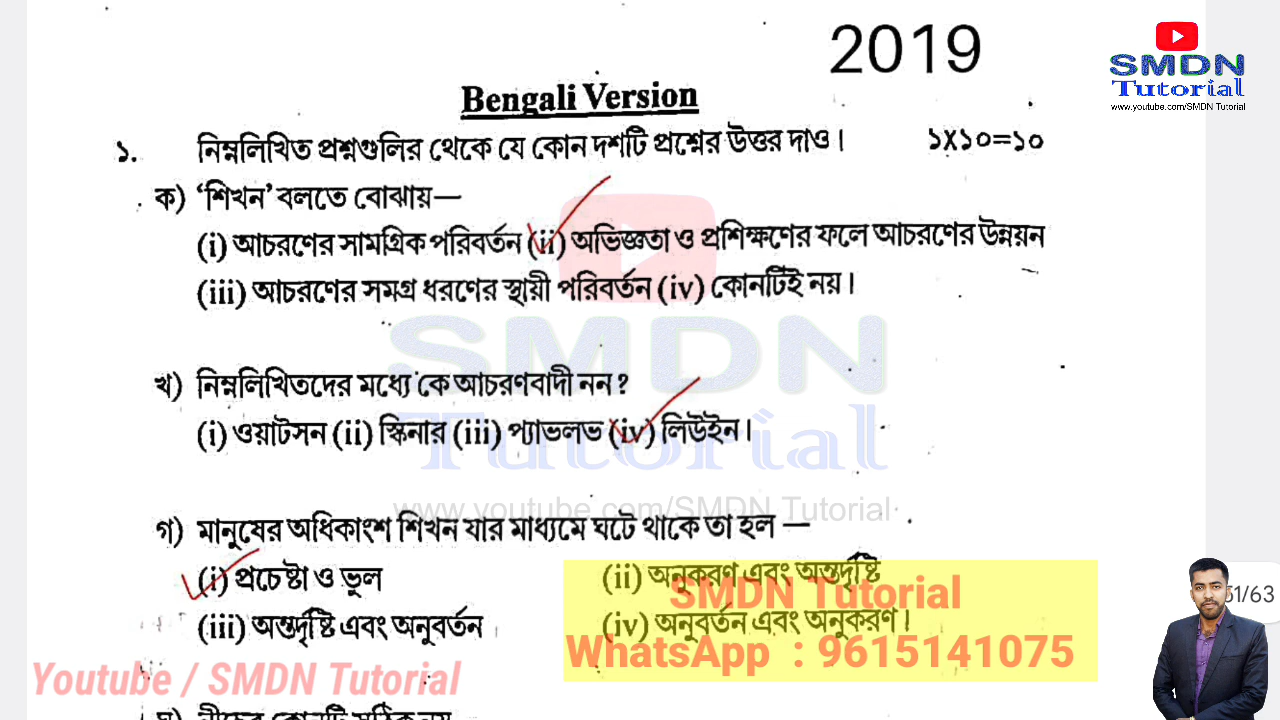 2019
SMDN
Tutorial
www.youtube.com/SMDN Tutorial
Bengali Version
১. নিম্নলিখিত প্রশ্নগুলির থেকে যে কোন দশটি প্রশ্নের উত্তর দাও। ১X১০=১০
ক) ‘শিখন’ বলতে বোঝায়—
(i) আচরণের সামগ্রিক পরিবর্তন (ii) অভিজ্ঞতা ও প্রশিক্ষণের ফলে আচরণের উন্নয়ন
(iii) আচরণের সমগ্র ধরণের স্থায়ী পরিবর্তন (iv) কোনটিই নয়।
SMDN
খ) নিম্নলিখিতদের মধ্যে কে আচরণবাদী নন?
(i) ওয়াটসন (ii) স্কিনার (iii) প্যাভলভ (iv) লিউইন।
Tutorial
www.youtube.com/SMDN Tutorial
গ) মানুষের অধিকাংশ শিখন যার মাধ্যমে ঘটে থাকে তা হল —
(i) প্রচেষ্টা ও ভুল (ii) অনুকরণ এবং অন্তর্দৃষ্টি
SMDN Tutorial
(iii) অন্তর্দৃষ্টি এবং অনুবর্তন (iv) অনুবর্তন এবং অনুকরণ।
WhatsApp : 9615141075
Youtube / SMDN Tutorial
51/63